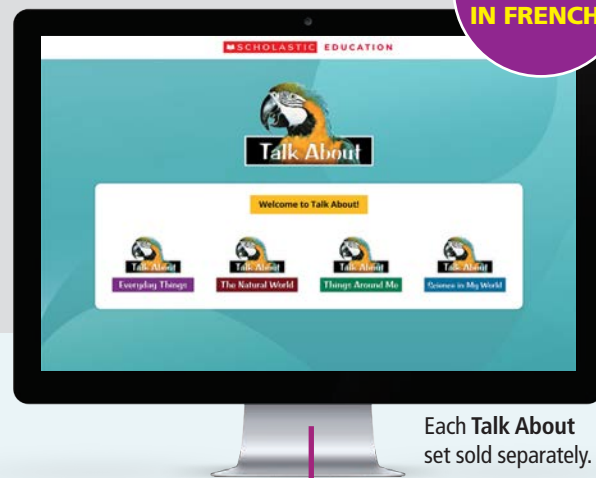 IN FRENCH
SCHOLASTIC EDUCATION
Talk About
Welcome to Talk About!
Talk About
Everyday Things
Talk About
The Natural World
Talk About
Things Around Me
Talk About
Science in My World
Each Talk About
set sold separately.